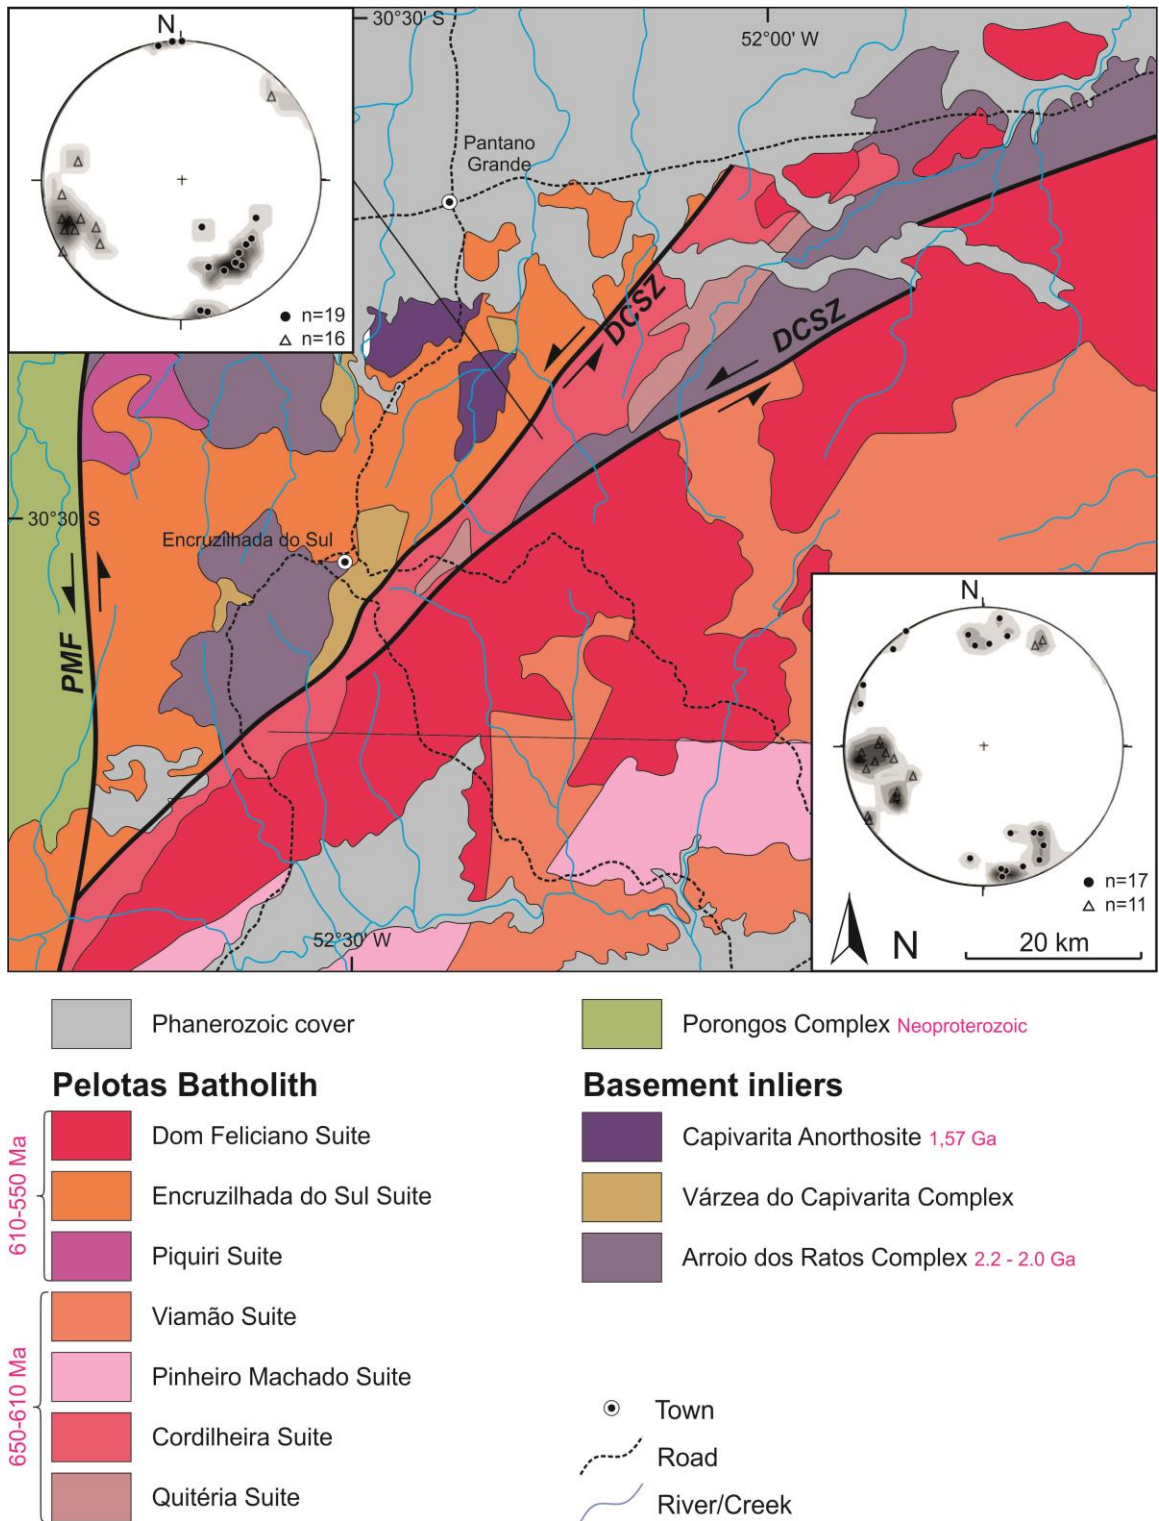 N
n=19
n=16
30°30' S
52°00' W
Pantano
Grande
DCSZ
DCSZ
30°30' S
Encruzilhada do Sul
PMF
52°30' W
N
n=17
n=11
N
20 km
Phanerozoic cover
Porongos Complex Neoproterozoic
Pelotas Batholith
610-550 Ma
Dom Feliciano Suite
Encruzilhada do Sul Suite
Piquiri Suite
650-610 Ma
Viamão Suite
Pinheiro Machado Suite
Cordilheira Suite
Quitéria Suite
Basement inliers
Capivarita Anorthosite 1,57 Ga
Várzea do Capivarita Complex
Arroio dos Ratos Complex 2.2 - 2.0 Ga
Town
Road
River/Creek